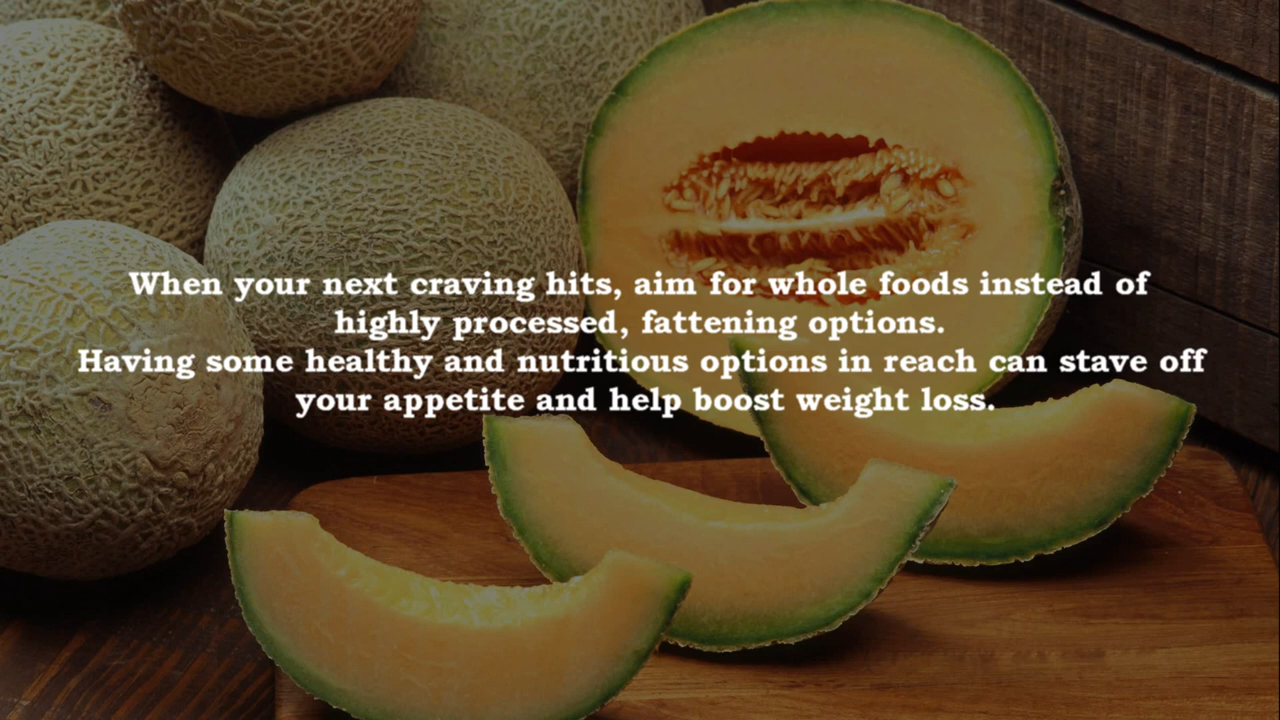 When your next craving hits, aim for whole foods instead of
highly processed, fattening options.
Having some healthy and nutritious options in reach can stave off
your appetite and help boost weight loss.